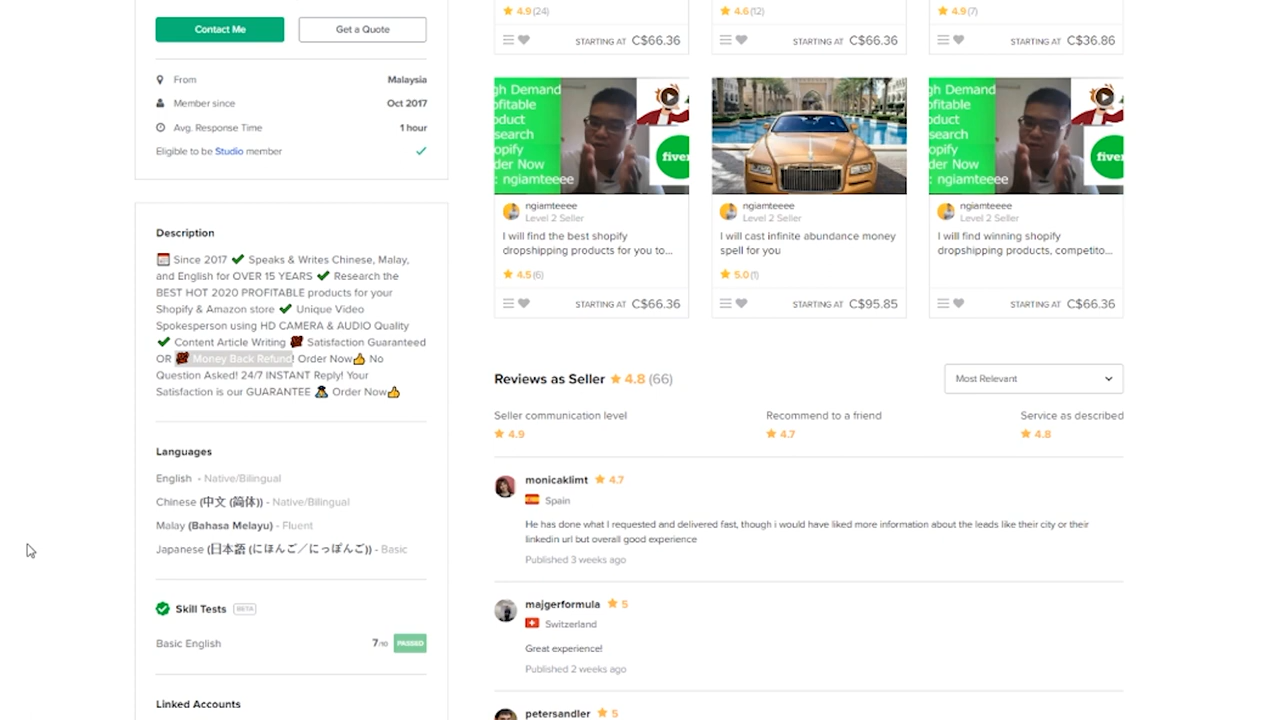 Contact Me
Get a Quote
From Malaysia
Member since Oct 2017
Avg. Response Time 1 hour
Eligible to be Studio member
Description
Since 2017 Speaks & Writes Chinese, Malay,
and English for OVER 15 YEARS Research the
BEST HOT 2020 PROFITABLE products for your
Shopify & Amazon store Unique Video
Spokesperson using HD CAMERA & AUDIO Quality
Content Article Writing Satisfaction Guaranteed
OR Money Back Refund! Order Now No
Question Asked! 24/7 INSTANT Reply! Your
Satisfaction is our GUARANTEE Order Now
Languages
English - Native/Bilingual
Chinese (中文 (简体)) - Native/Bilingual
Malay (Bahasa Melayu) - Fluent
Japanese (日本語 (にほんご／にっぽんご)) - Basic
Skill Tests BETA
Basic English 7/10 PASSED
Linked Accounts
4.9(24)
STARTING AT C$66.36
4.6(12)
STARTING AT C$66.36
4.9(7)
STARTING AT C$36.86
gh Demand
ofitable
oduct
search
opify
der Now
: ngiamteeee
fiver
ngiamteeee
Level 2 Seller
I will find the best shopify
dropshipping products for you to...
4.5(6)
STARTING AT C$66.36
ngiamteeee
Level 2 Seller
I will cast infinite abundance money
spell for you
5.0(1)
STARTING AT C$95.85
gh Demand
ofitable
oduct
search
opify
der Now
: ngiamteeee
fiver
ngiamteeee
Level 2 Seller
I will find winning shopify
dropshipping products, competito...
STARTING AT C$66.36
Reviews as Seller 4.8 (66)
Most Relevant
Seller communication level
4.9
Recommend to a friend
4.7
Service as described
4.8
monicaklimt 4.7
Spain
He has done what I requested and delivered fast, though i would have liked more information about the leads like their city or their
linkedin url but overall good experience
Published 3 weeks ago
majgerformula 5
Switzerland
Great experience!
Published 2 weeks ago
petersandler 5